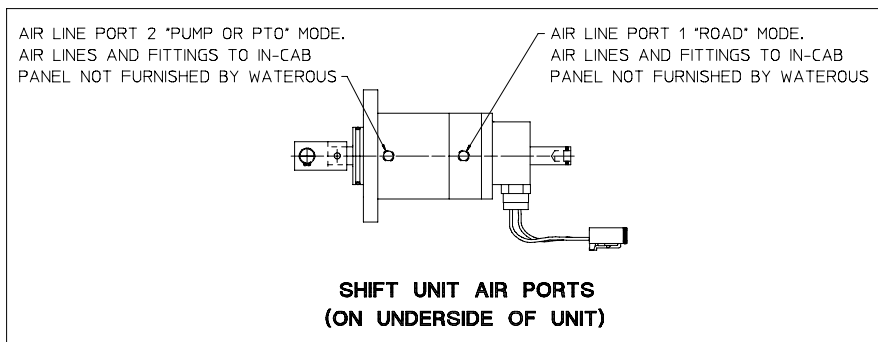 AIR LINE PORT 2 "PUMP OR PTO" MODE.
AIR LINES AND FITTINGS TO IN-CAB
PANEL NOT FURNISHED BY WATEROUS
AIR LINE PORT 1 "ROAD" MODE.
AIR LINES AND FITTINGS TO IN-CAB
PANEL NOT FURNISHED BY WATEROUS
SHIFT UNIT AIR PORTS
(ON UNDERSIDE OF UNIT)